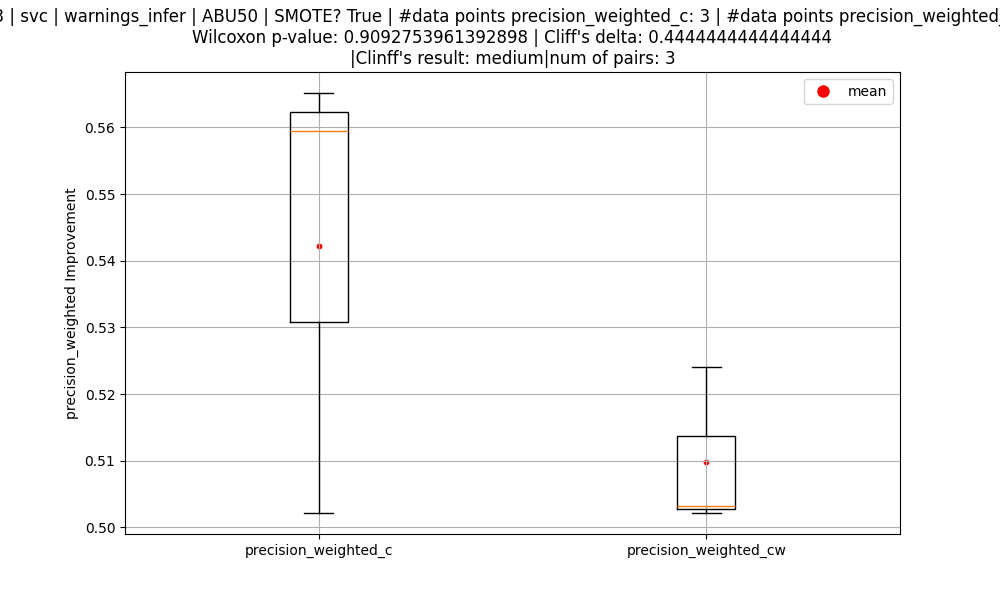 | svc | warnings_infer | ABU50 | SMOTE? True | #data points precision_weighted_c: 3 | #data points precision_weighted_
Wilcoxon p-value: 0.9092753961392898 | Cliff's delta: 0.4444444444444444
|Clinff's result: medium|num of pairs: 3
mean
0.56
0.55
0.54
0.53
0.52
0.51
0.50
precision_weighted Improvement
precision_weighted_c
precision_weighted_cw